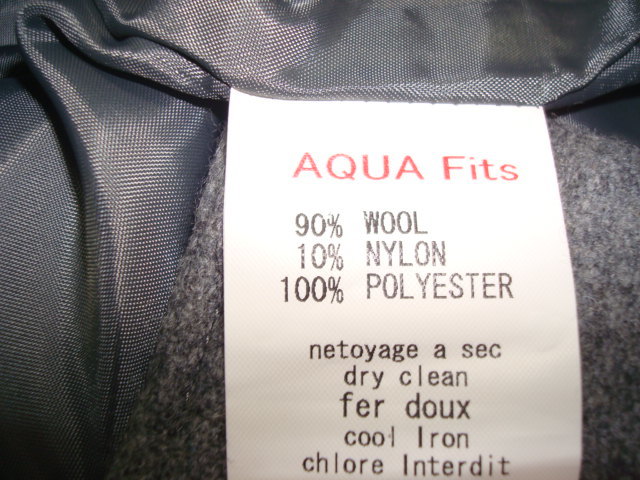 AQUA Fits
90% WOOL
10% NYLON
100% POLYESTER
netoyage a sec
dry clean
fer doux
cool Iron
chlore Interdit